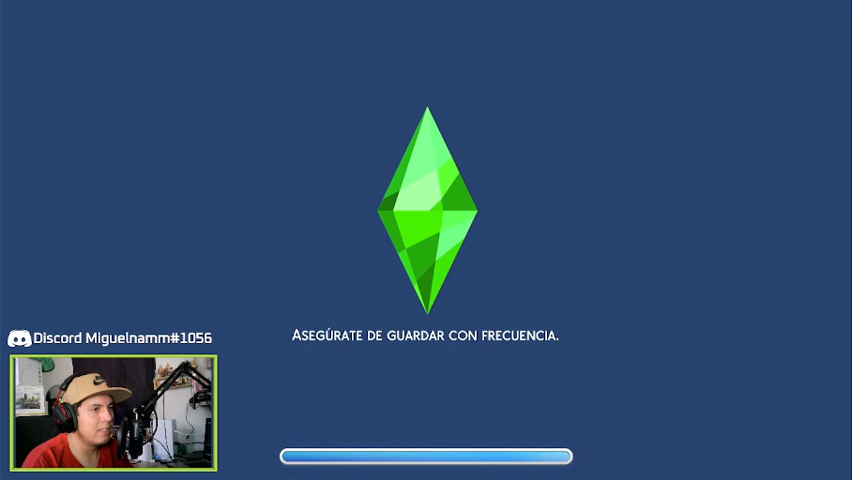 Discord Miguelnamm#1056
ASEGÚRATE DE GUARDAR CON FRECUENCIA.